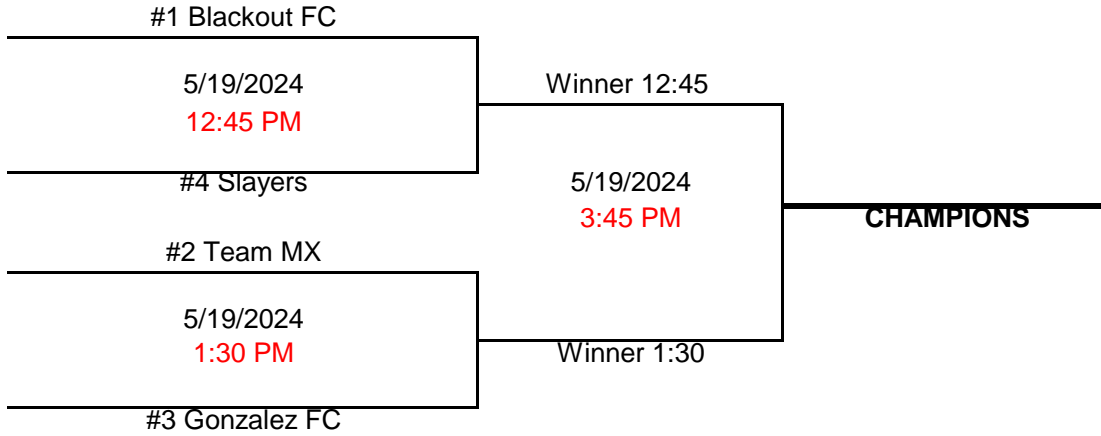 #1 Blackout FC
5/19/2024
12:45 PM
#4 Slayers
Winner 12:45
5/19/2024
3:45 PM
CHAMPIONS
#2 Team MX
5/19/2024
1:30 PM
Winner 1:30
#3 Gonzalez FC